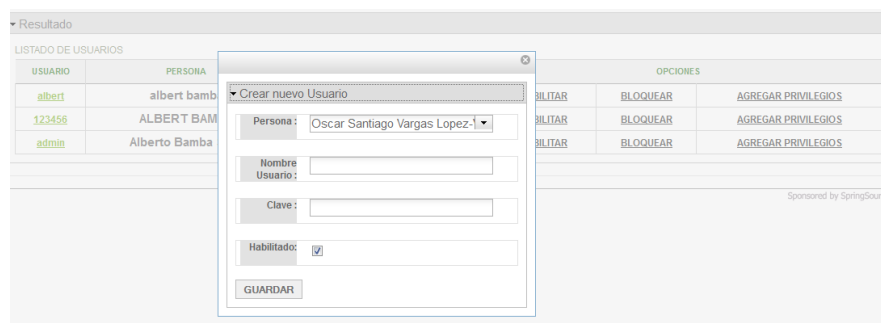 Resultado
LISTADO DE USUARIOS
USUARIO PERSONA OPCIONES
albert albert bamb BILITAR BLOQUEAR AGREGAR PRIVILEGIOS
123456 ALBERT BAM BILITAR BLOQUEAR AGREGAR PRIVILEGIOS
admin Alberto Bamba BILITAR BLOQUEAR AGREGAR PRIVILEGIOS
Crear nuevo Usuario
Persona : Oscar Santiago Vargas Lopez-
Nombre
Usuario :
Clave :
Habilitado:
GUARDAR
Sponsored by SpringSour